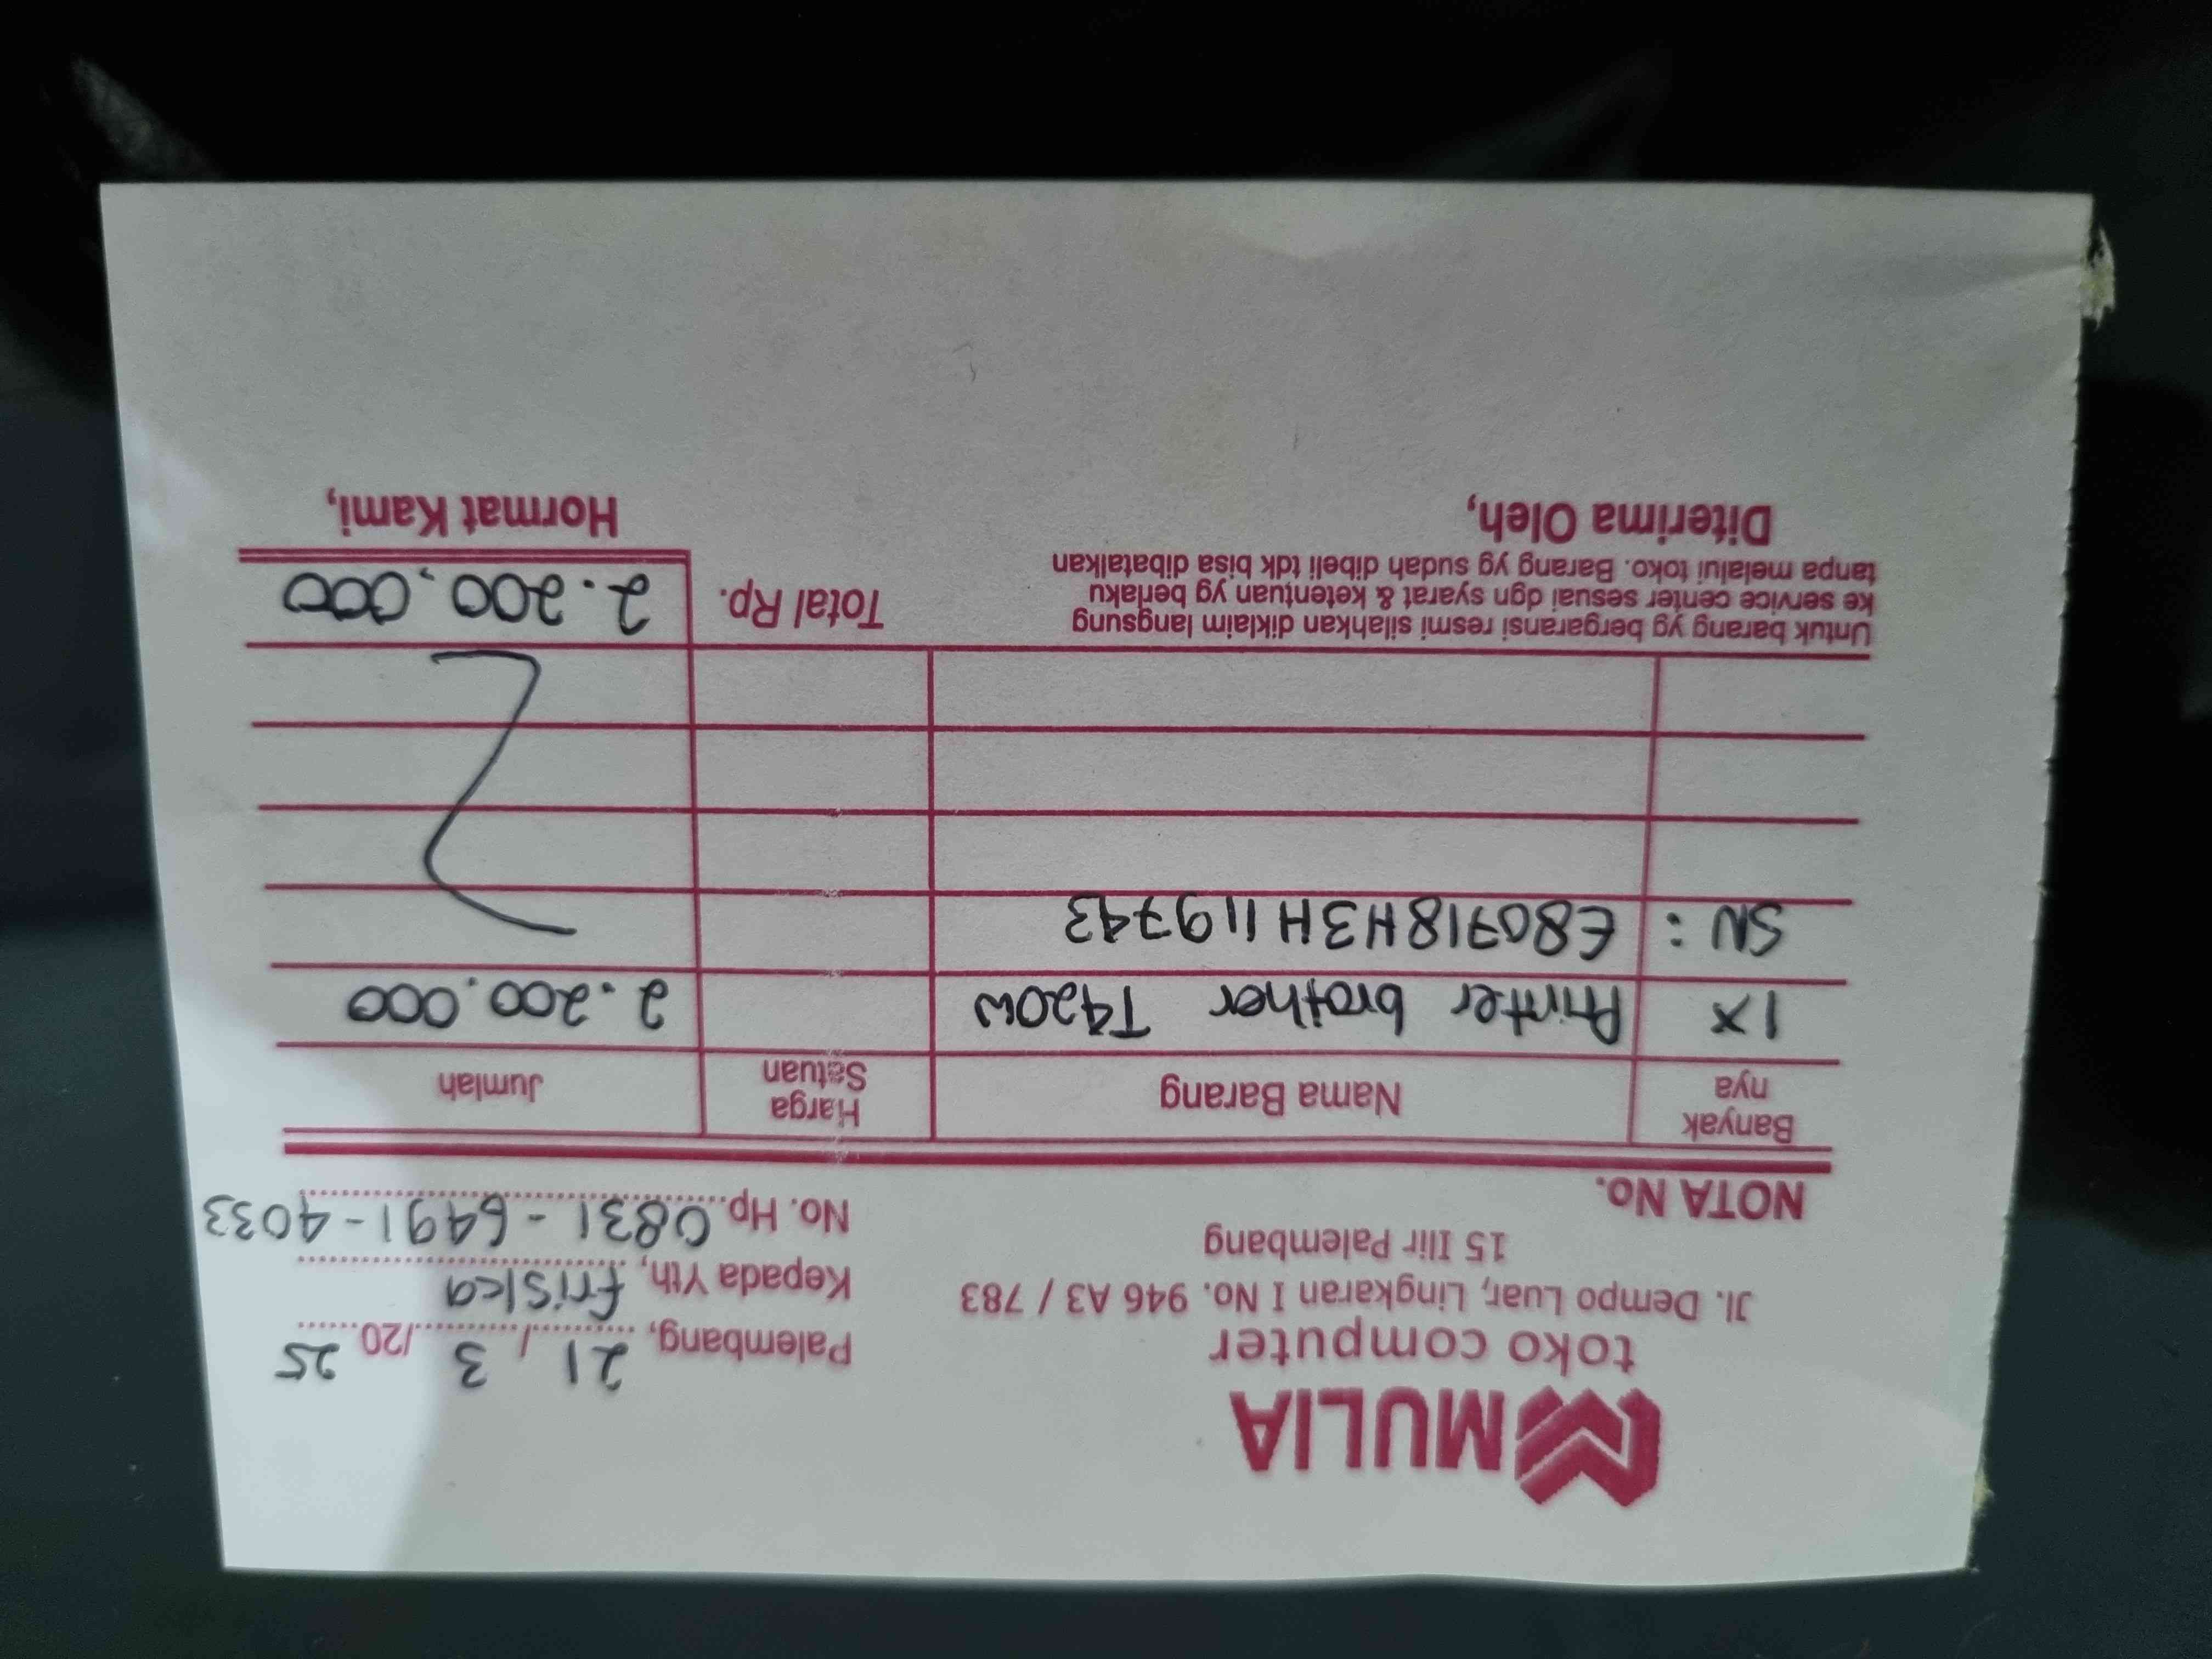 MULIA
toko computer
Jl. Dempo Luar, Lingkaran I No. 946 A3 / 783
15 Ilir Palembang
NOTA No.
Palembang, 21 / 3 /20 25
Kepada Yth, friska
No. Hp. 0831 - 6491 - 4033
Banyak nya Nama Barang Harga Satuan Jumlah
1x Printer brother T420W 2.200.000
SN : E80718H3H119743
Total Rp. 2.200.000
Untuk barang yg bergaransi resmi silahkan diklaim langsung
ke service center sesuai dgn syarat & ketentuan yg berlaku
tanpa melalui toko. Barang yg sudah dibeli tdk bisa dibatalkan
Diterima Oleh, Hormat Kami,